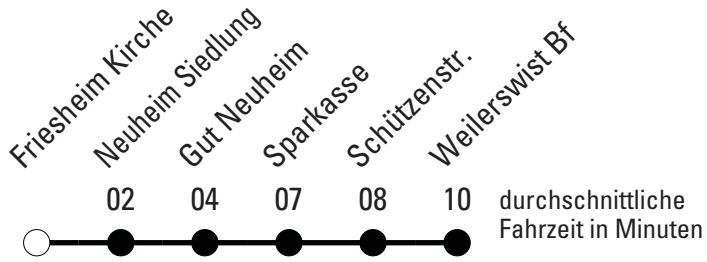 Friesheim Kirche
Neuheim Siedlung
Gut Neuheim
Sparkasse
Schützenstr.
Weilerswist Bf
02 04 07 08 10 durchschnittliche
Fahrzeit in Minuten